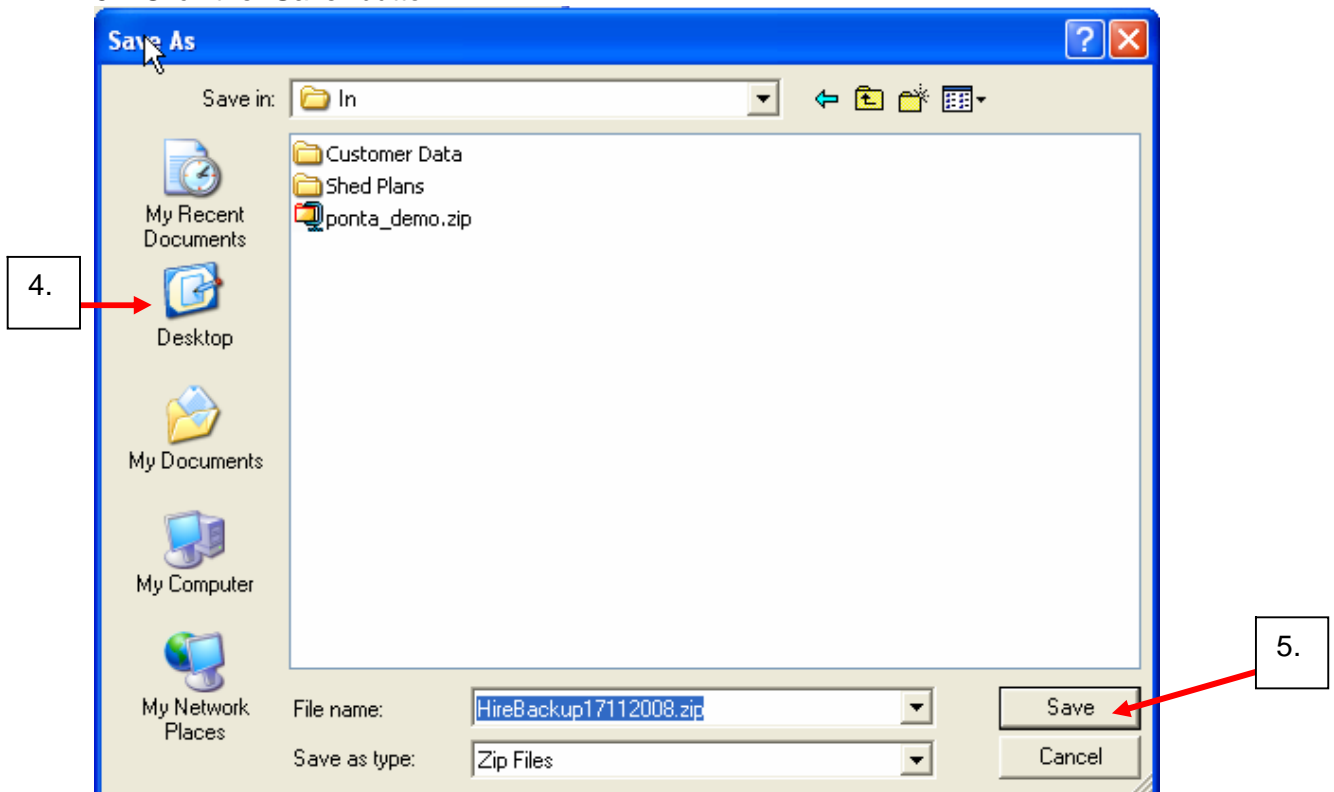 Save As
Save in:
In
Customer Data
Shed Plans
ponta_demo.zip
My Recent
Documents
4.
Desktop
My Documents
My Computer
5.
My Network
Places
File name:
HireBackup17112008.zip
Save
Save as type:
Zip Files
Cancel